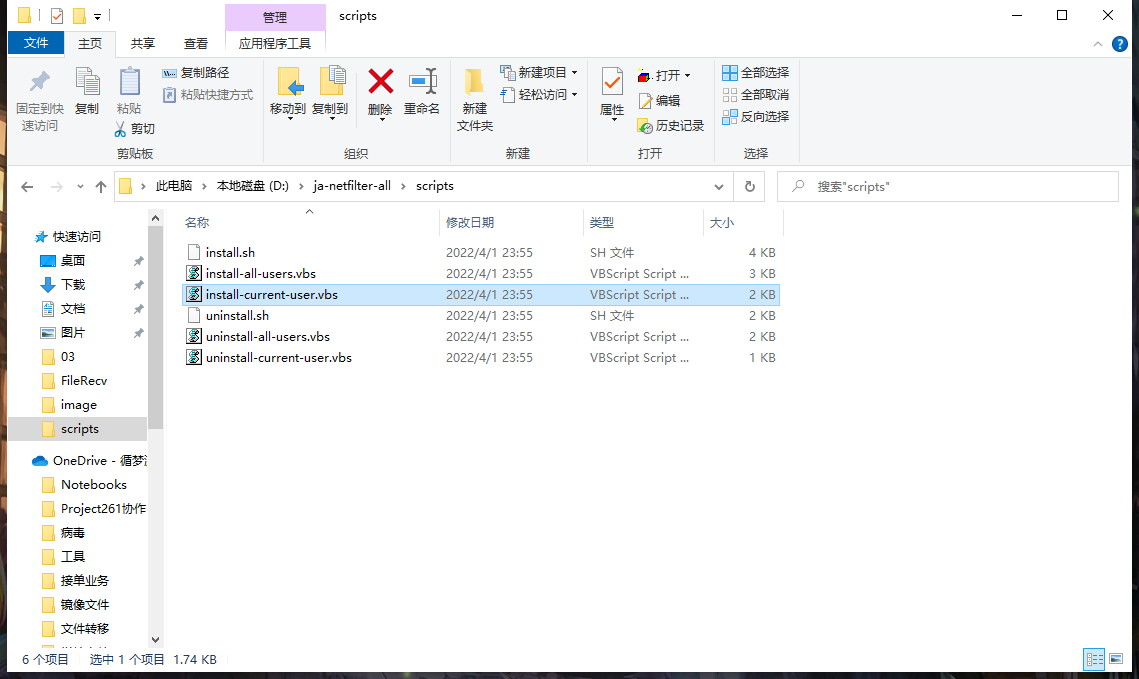 管理
scripts
文件
主页
共享
查看
应用程序工具
固定到快
速访问
复制
粘贴
复制路径
粘贴快捷方式
剪切
剪贴板
移动到
复制到
删除
重命名
组织
新建
文件夹
新建项目
轻松访问
新建
属性
打开
编辑
历史记录
打开
全部选择
全部取消
反向选择
选择
此电脑 › 本地磁盘 (D:) › ja-netfilter-all › scripts
搜索"scripts"
名称 修改日期 类型 大小
install.sh 2022/4/1 23:55 SH 文件 4 KB
install-all-users.vbs 2022/4/1 23:55 VBScript Script ... 3 KB
install-current-user.vbs 2022/4/1 23:55 VBScript Script ... 2 KB
uninstall.sh 2022/4/1 23:55 SH 文件 2 KB
uninstall-all-users.vbs 2022/4/1 23:55 VBScript Script ... 2 KB
uninstall-current-user.vbs 2022/4/1 23:55 VBScript Script ... 1 KB
快速访问
桌面
下载
文档
图片
03
FileRecv
image
scripts
OneDrive - 循梦
Notebooks
Project261协作
病毒
工具
接单业务
镜像文件
文件转移
6 个项目 选中 1 个项目 1.74 KB